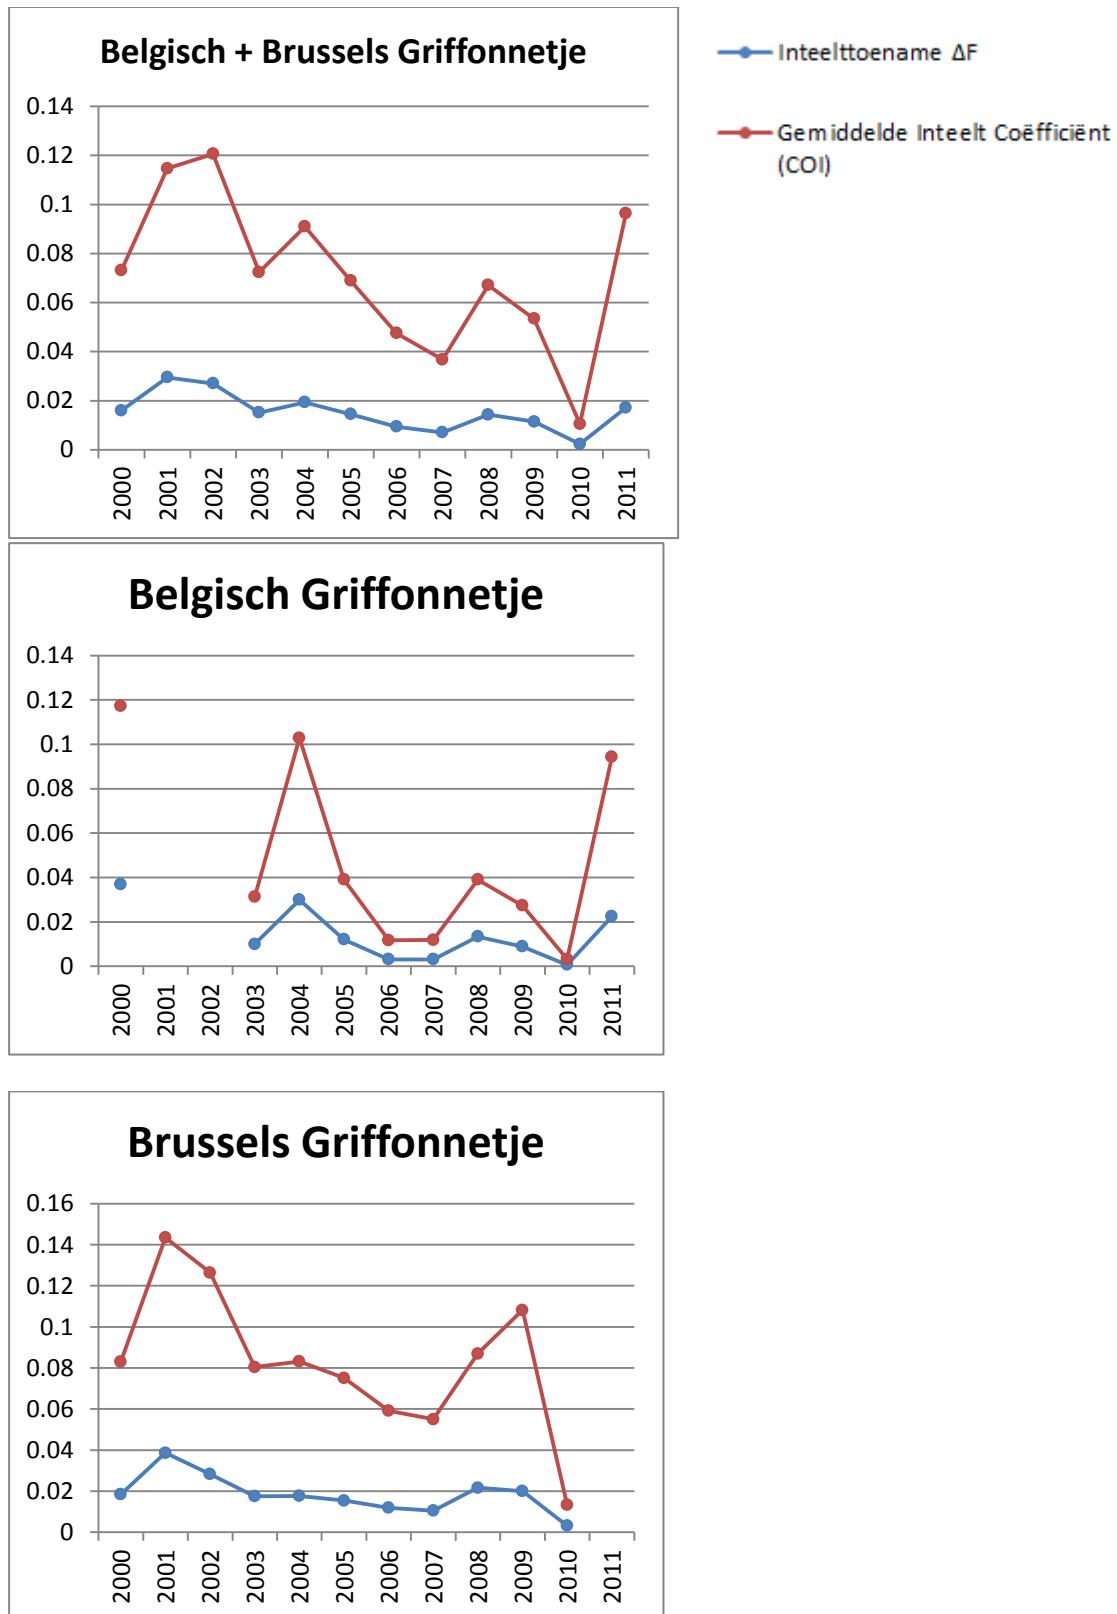 Belgisch + Brussels Griffonnetje
Inteelttoename ΔF
Gemiddelde Inteelt Coëfficiënt
(COI)
0.14
0.12
0.1
0.08
0.06
0.04
0.02
0
2000 2001 2002 2003 2004 2005 2006 2007 2008 2009 2010 2011
Belgisch Griffonnetje
0.14
0.12
0.1
0.08
0.06
0.04
0.02
0
2000 2001 2002 2003 2004 2005 2006 2007 2008 2009 2010 2011
Brussels Griffonnetje
0.16
0.14
0.12
0.1
0.08
0.06
0.04
0.02
0
2000 2001 2002 2003 2004 2005 2006 2007 2008 2009 2010 2011